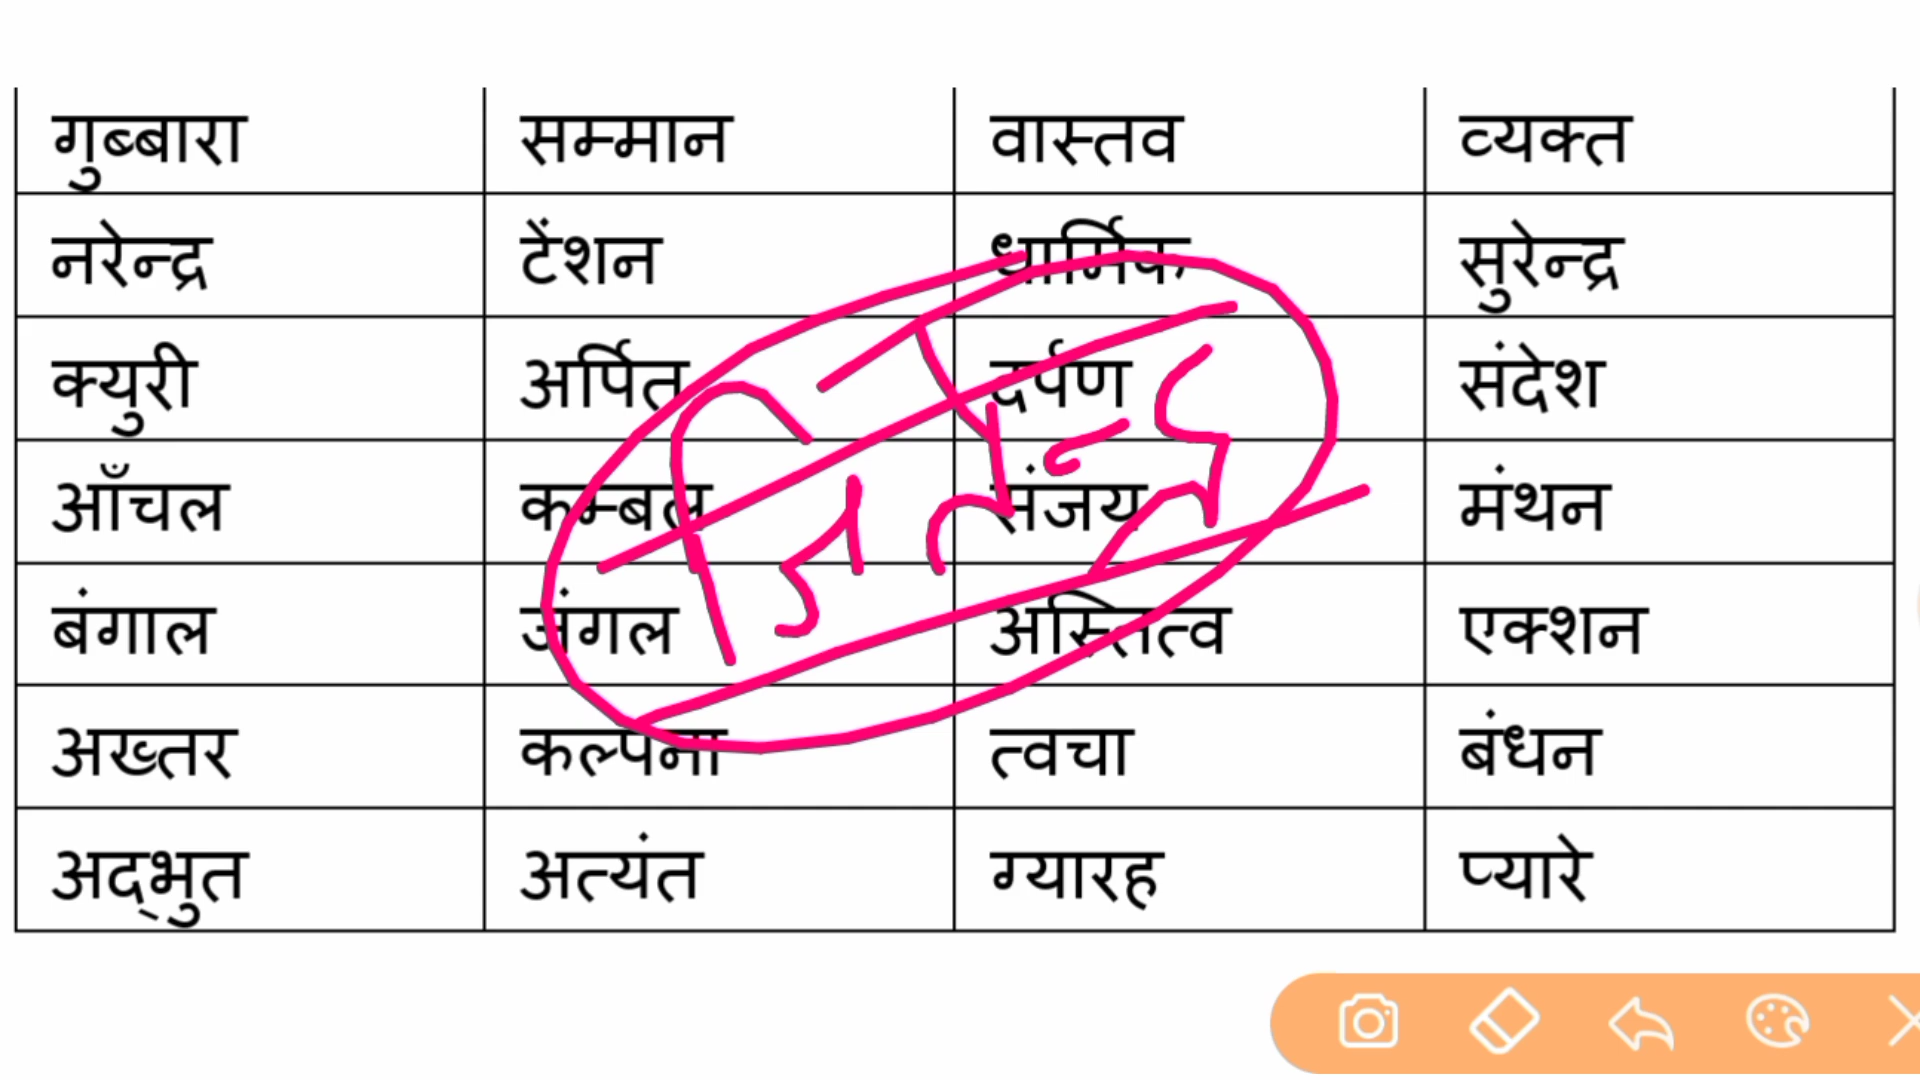 गुब्बारा सम्मान वास्तव व्यक्त
नरेन्द्र टेंशन धार्मिक सुरेन्द्र
क्युरी अर्पित दर्पण संदेश
आँचल कम्बल संजय मंथन
बंगाल जंगल अस्तित्व एक्शन
अख्तर कल्पना त्वचा बंधन
अद्‌भुत अत्यंत ग्यारह प्यारे